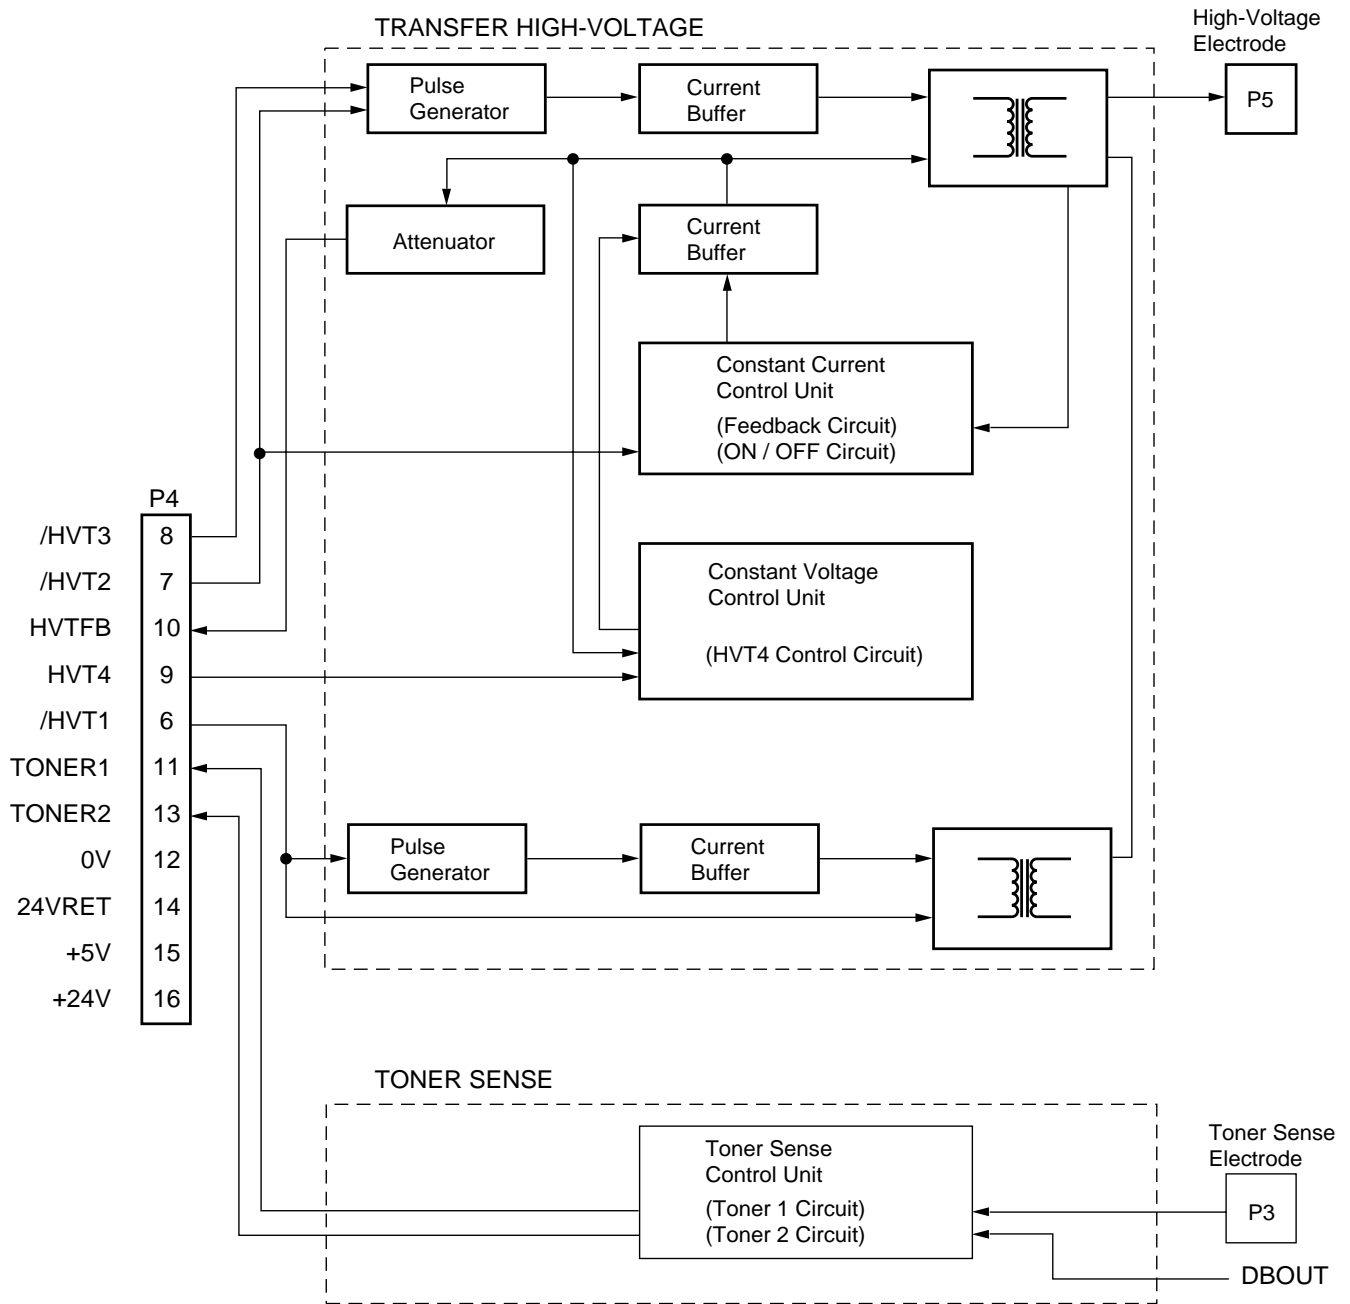 TRANSFER HIGH-VOLTAGE
High-Voltage
Electrode
P5
Pulse
Generator
Current
Buffer
Attenuator
Current
Buffer
Constant Current
Control Unit
(Feedback Circuit)
(ON / OFF Circuit)
P4
/HVT3 8
/HVT2 7
HVTFB 10
HVT4 9
/HVT1 6
TONER1 11
TONER2 13
0V 12
24VRET 14
+5V 15
+24V 16
Constant Voltage
Control Unit
(HVT4 Control Circuit)
Pulse
Generator
Current
Buffer
TONER SENSE
Toner Sense
Control Unit
(Toner 1 Circuit)
(Toner 2 Circuit)
Toner Sense
Electrode
P3
DBOUT